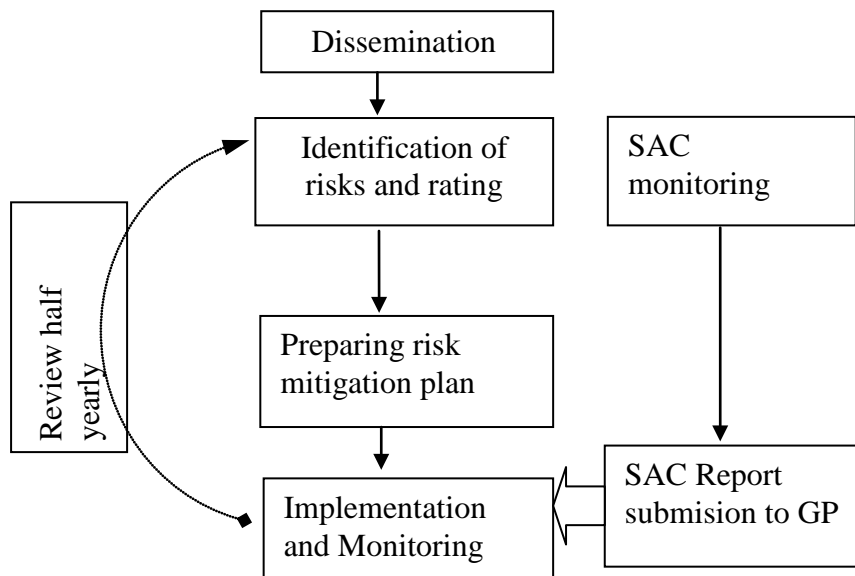 Dissemination
Identification of
risks and rating
SAC
monitoring
Review half
yearly
Preparing risk
mitigation plan
Implementation
and Monitoring
SAC Report
submision to GP